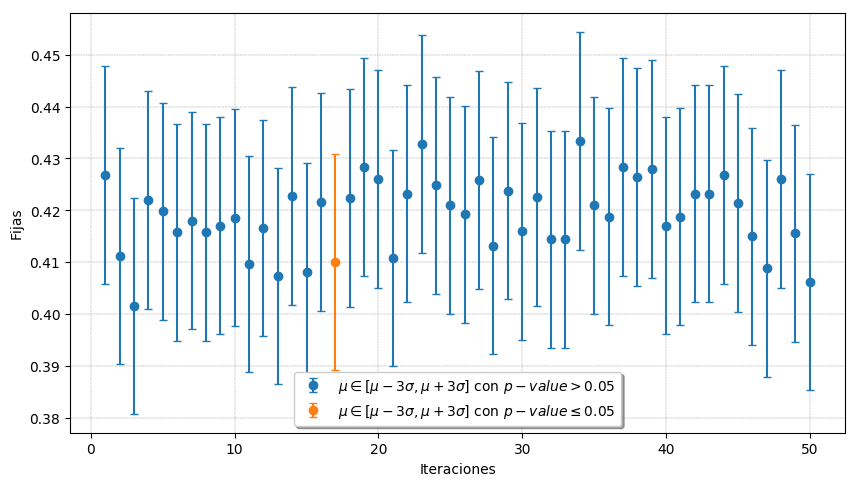 0.45
0.44
0.43
0.42
0.41
0.40
0.39
0.38
Fijas
μ ∈ [μ − 3σ, μ + 3σ] con p − value > 0.05
μ ∈ [μ − 3σ, μ + 3σ] con p − value ≤ 0.05
0 10 20 30 40 50
Iteraciones